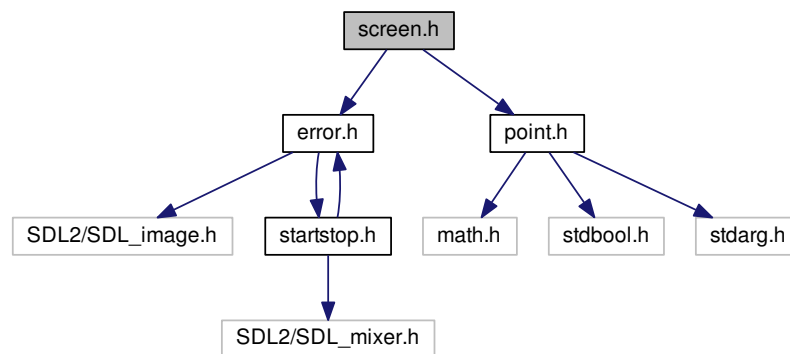 screen.h
error.h
point.h
SDL2/SDL_image.h
startstop.h
math.h
stdbool.h
stdarg.h
SDL2/SDL_mixer.h